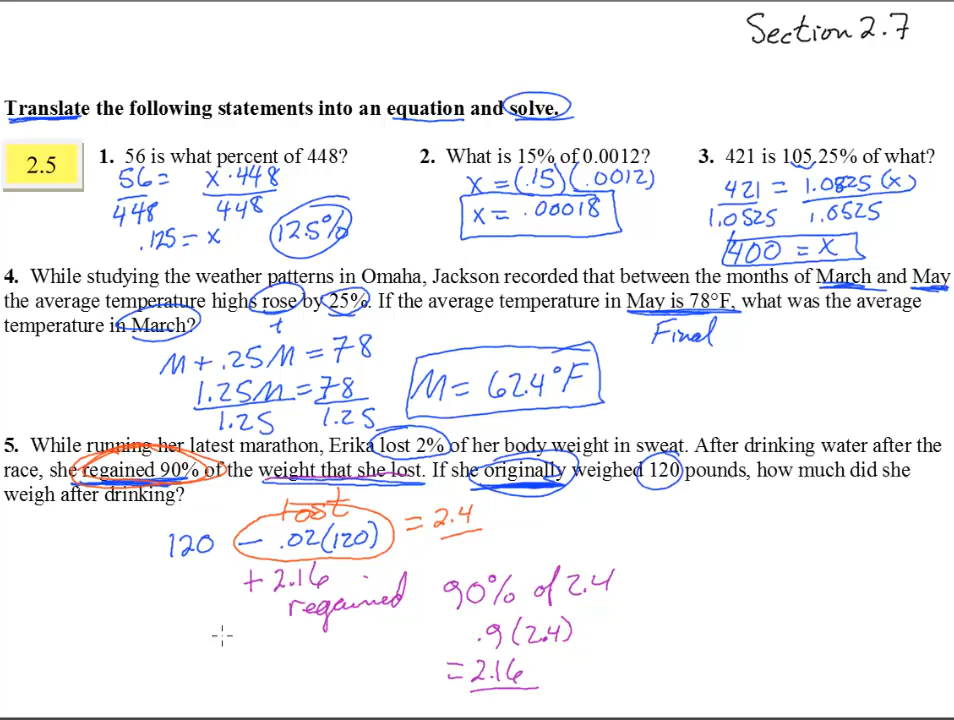 Section 2.7
Translate the following statements into an equation and solve.
2.5
1. 56 is what percent of 448?
56 = x · 448
448 448
.125 = x
12.5%
2. What is 15% of 0.0012?
x = (.15)(.0012)
x = .00018
3. 421 is 105.25% of what?
421 = 1.0525 (x)
1.0525 1.0525
400 = x
4. While studying the weather patterns in Omaha, Jackson recorded that between the months of March and May
the average temperature highs rose by 25%. If the average temperature in May is 78°F, what was the average
temperature in March?
+
Final
M + .25M = 78
1.25M = 78
1.25 1.25
M = 62.4°F
5. While running her latest marathon, Erika lost 2% of her body weight in sweat. After drinking water after the
race, she regained 90% of the weight that she lost. If she originally weighed 120 pounds, how much did she
weigh after drinking?
lost
120 - .02(120) = 2.4
+ 2.16
regained
90% of 2.4
.9(2.4)
= 2.16